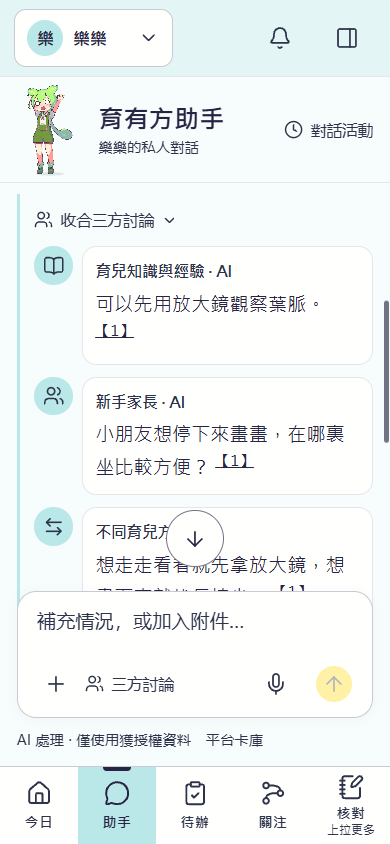 樂 樂樂
育有方助手
樂樂的私人對話
對話活動
收合三方討論
育兒知識與經驗 · AI
可以先用放大鏡觀察葉脈。
【1】
新手家長 · AI
小朋友想停下來畫畫，在哪裏
坐比較方便？【1】
不同育兒方
想走走看看就先拿放大鏡，想
【1】
補充情況，或加入附件...
三方討論
AI 處理 · 僅使用獲授權資料 平台卡庫
今日
助手
待辦
關注
核對
上拉更多